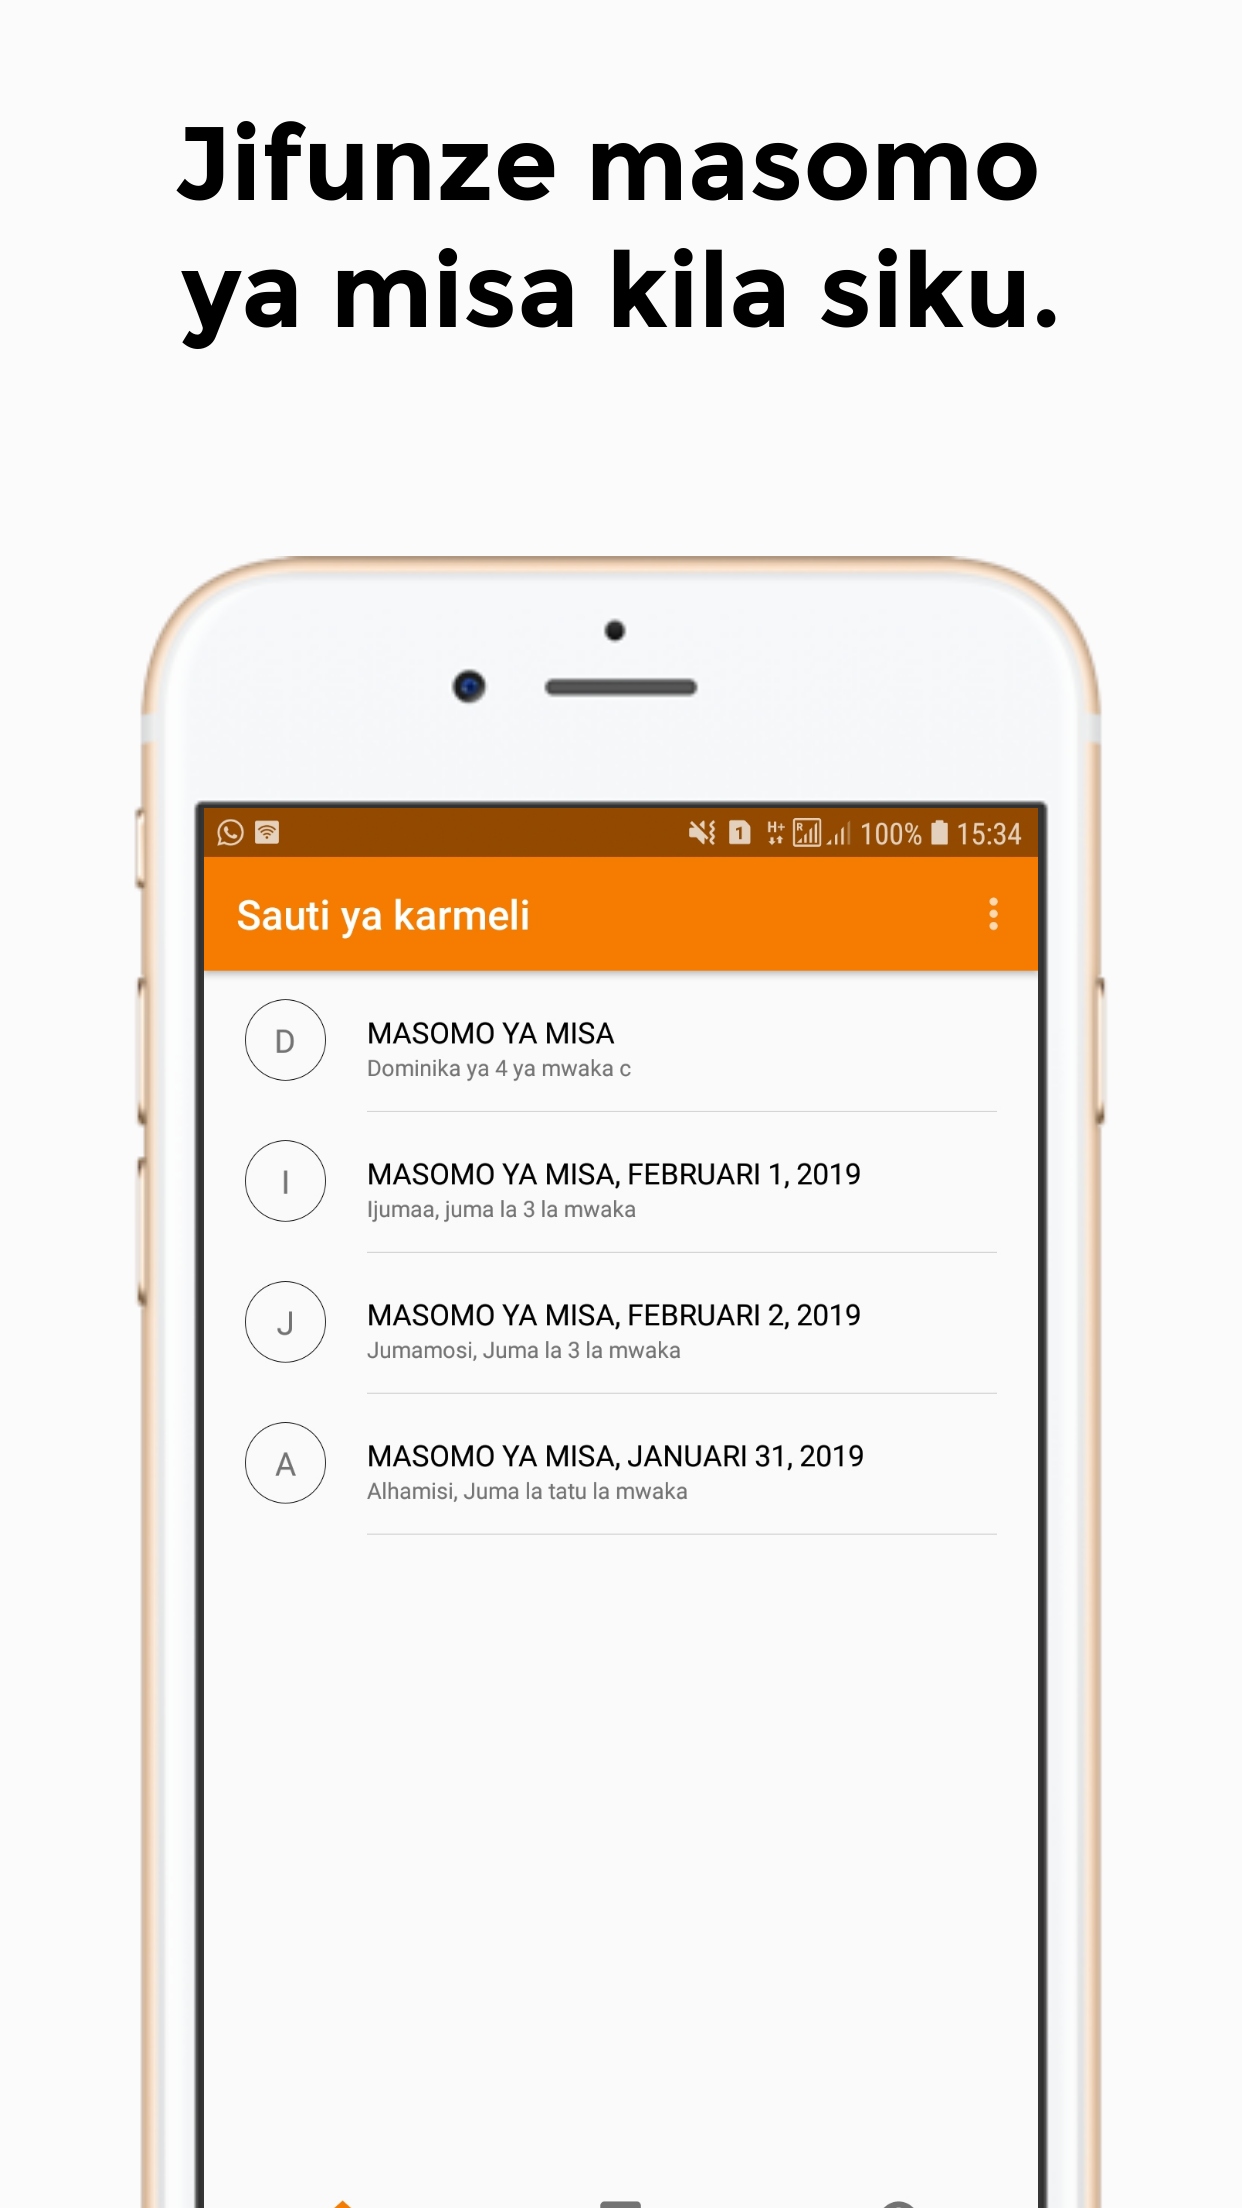 Jifunze masomo
ya misa kila siku.
1 H+ R 100% 15:34
Sauti ya karmeli
D
MASOMO YA MISA
Dominika ya 4 ya mwaka c
I
MASOMO YA MISA, FEBRUARI 1, 2019
Ijumaa, juma la 3 la mwaka
J
MASOMO YA MISA, FEBRUARI 2, 2019
Jumamosi, Juma la 3 la mwaka
A
MASOMO YA MISA, JANUARI 31, 2019
Alhamisi, Juma la tatu la mwaka